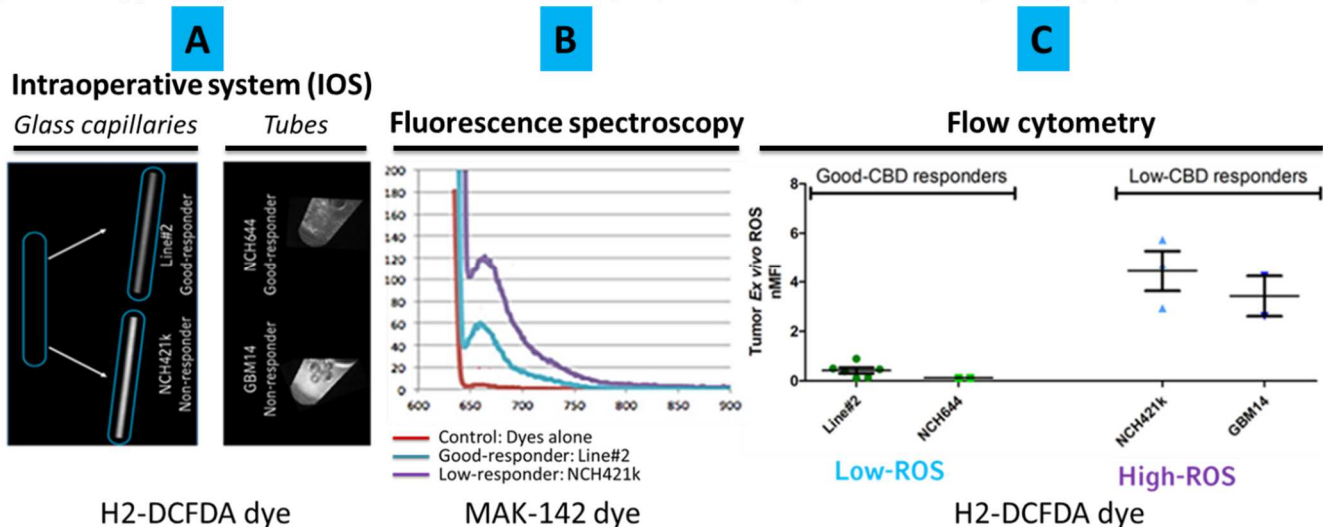 A
B
C
Intraoperative system (IOS)
Glass capillaries
Tubes
Line#2
Good-responder
NCH421k
Non-responder
NCH644
Good-responder
GBM14
Non-responder
H2-DCFDA dye
Fluorescence spectroscopy
200
180
160
140
120
100
80
60
40
20
0
600
650
700
750
800
850
900
Control: Dyes alone
Good-responder: Line#2
Low-responder: NCH421k
MAK-142 dye
Flow cytometry
Good-CBD responders
Low-CBD responders
Tumor Ex vivo ROS
nMFI
8
6
4
2
0
Line#2
NCH644
NCH421k
GBM14
Low-ROS
High-ROS
H2-DCFDA dye